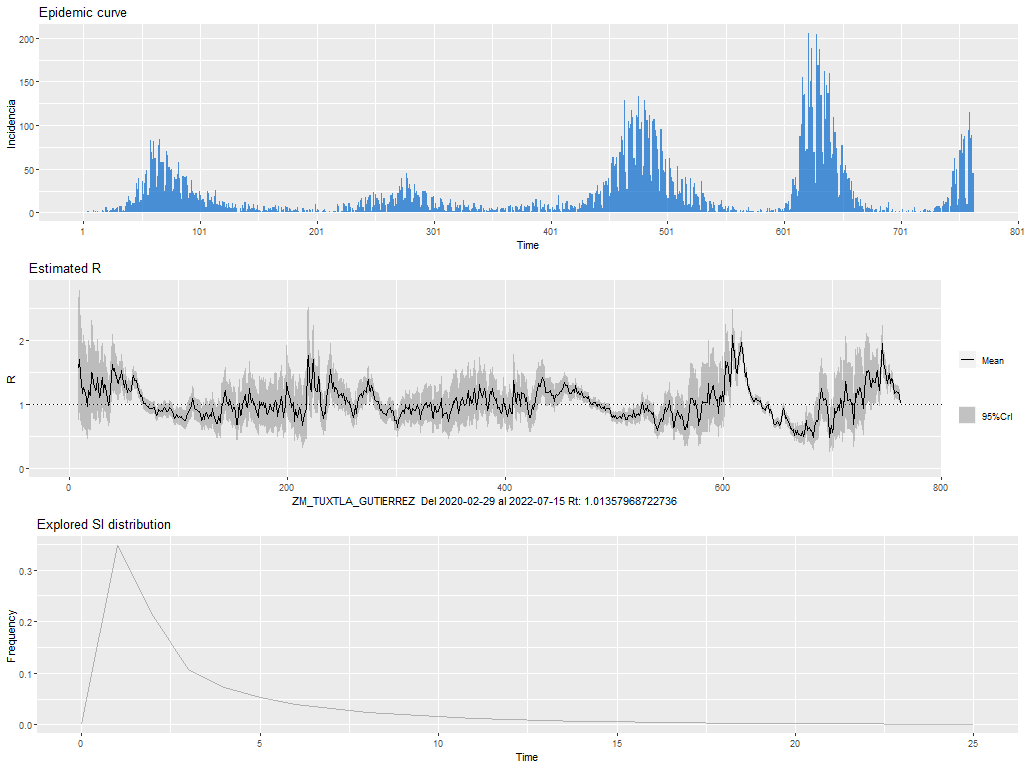 Epidemic curve
200
150
100
50
0
Incidencia
1 101 201 301 401 501 601 701 801
Time
Estimated R
2
1
0
R
Mean
95%CrI
0 200 400 600 800
ZM_TUXTLA_GUTIERREZ Del 2020-02-29 al 2022-07-15 Rt: 1.01357968722736
Explored SI distribution
0.3
0.2
0.1
0.0
Frequency
0 5 10 15 20 25
Time